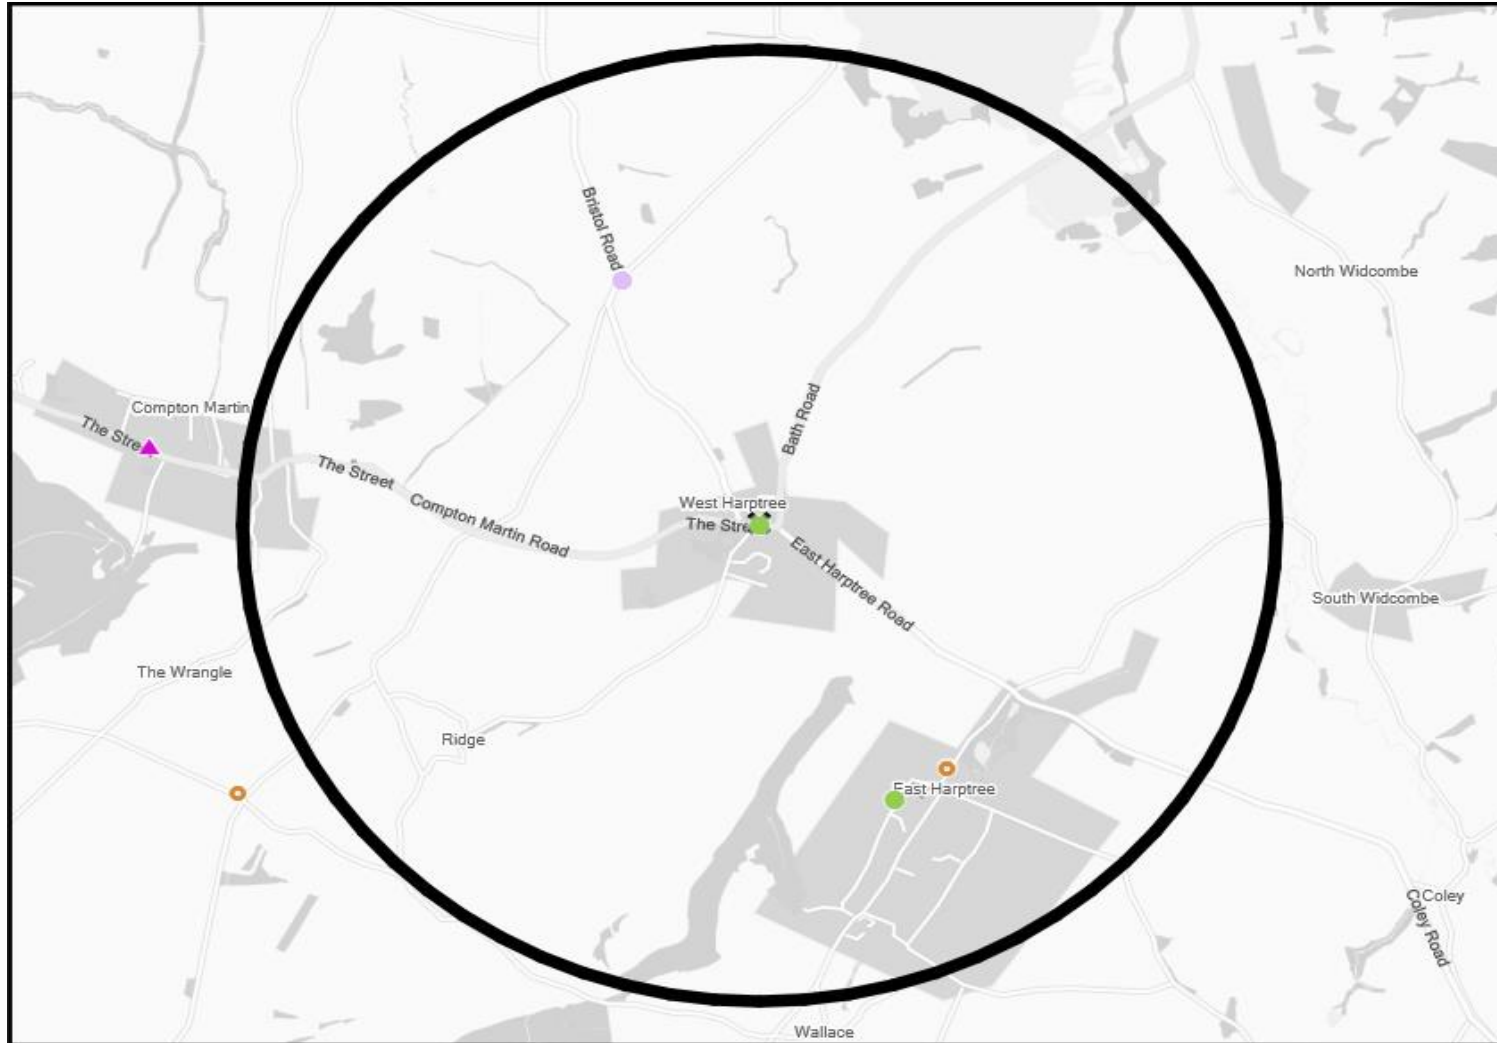 Bristol Road
North Widcombe
Compton Martin
The Stre
Bath Road
The Street
Compton Martin Road
West Harptree
The Stre
East Harptree Road
South Widcombe
The Wrangle
Ridge
East Harptree
Coley
Coley Road
Wallace